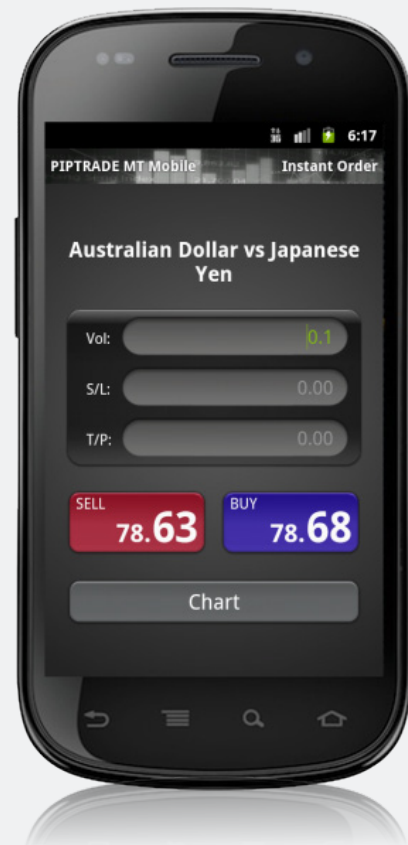 3G 6:17
PIPTRADE MT Mobile Instant Order
Australian Dollar vs Japanese
Yen
Vol: 0.1
S/L: 0.00
T/P: 0.00
SELL BUY
78.63 78.68
Chart